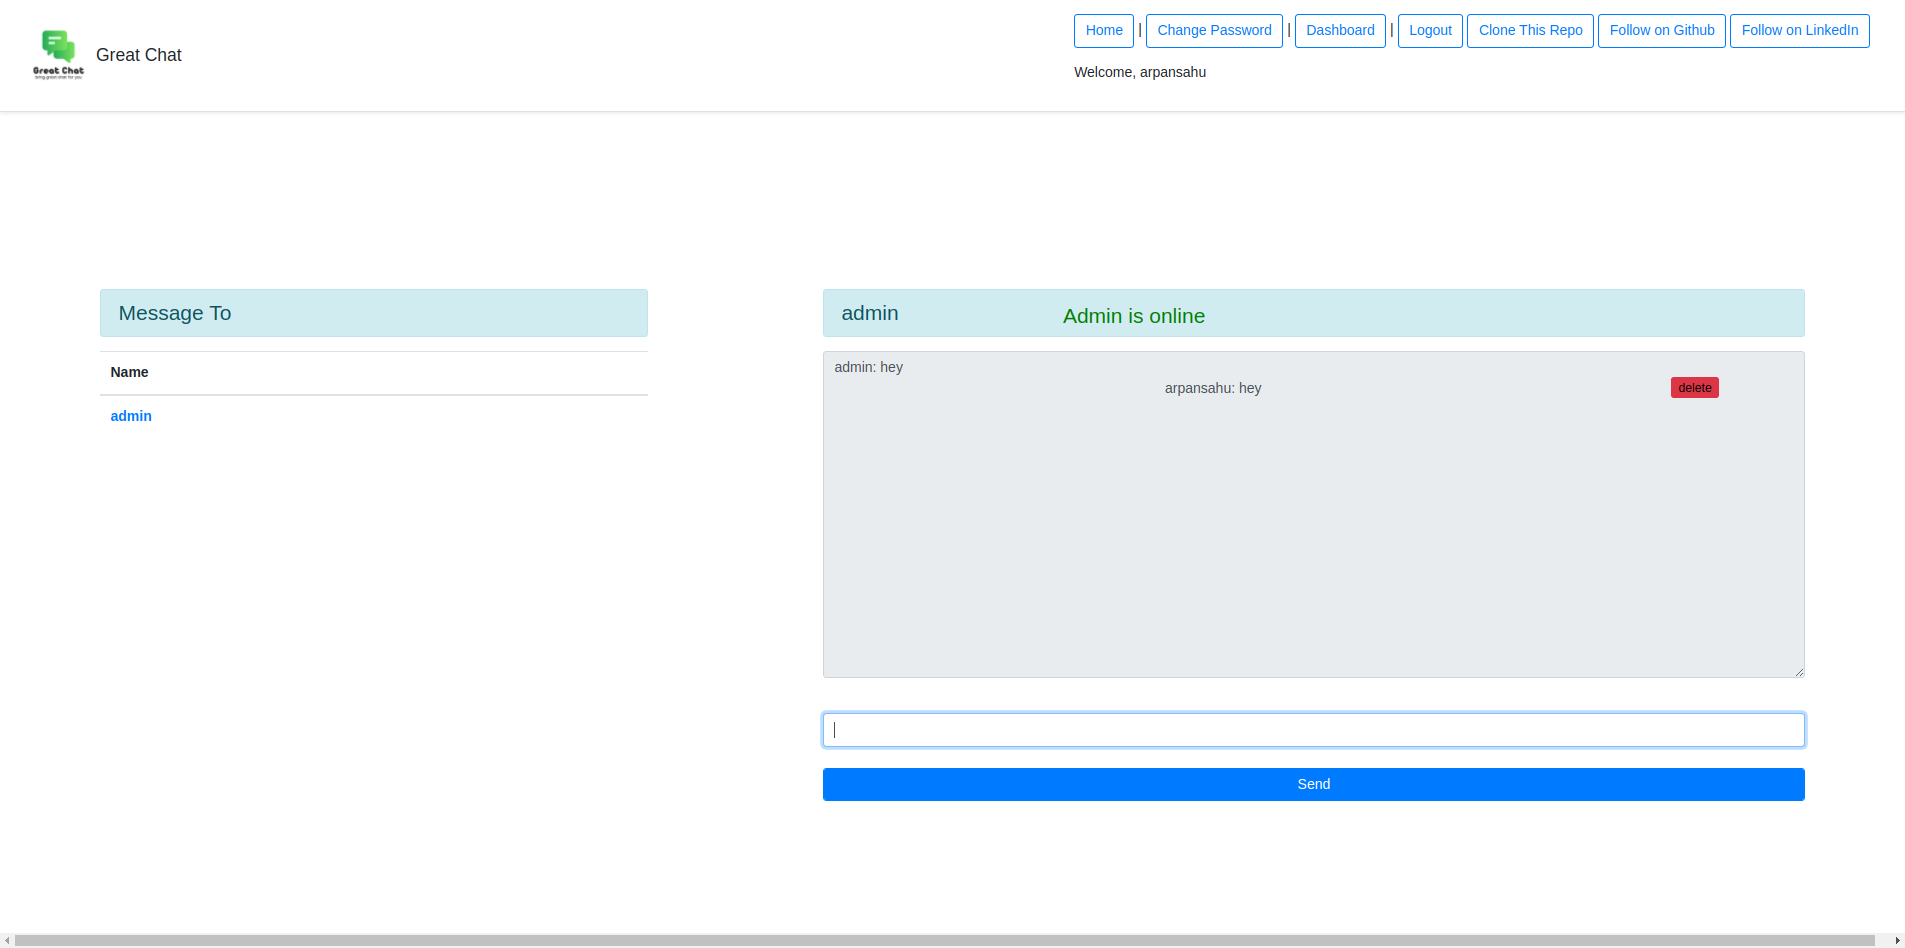 Home | Change Password | Dashboard | Logout Clone This Repo Follow on Github Follow on LinkedIn
Great Chat
Great Chat
Welcome, arpansahu
Message To
admin Admin is online
Name
admin
admin: hey
arpansahu: hey delete
Send